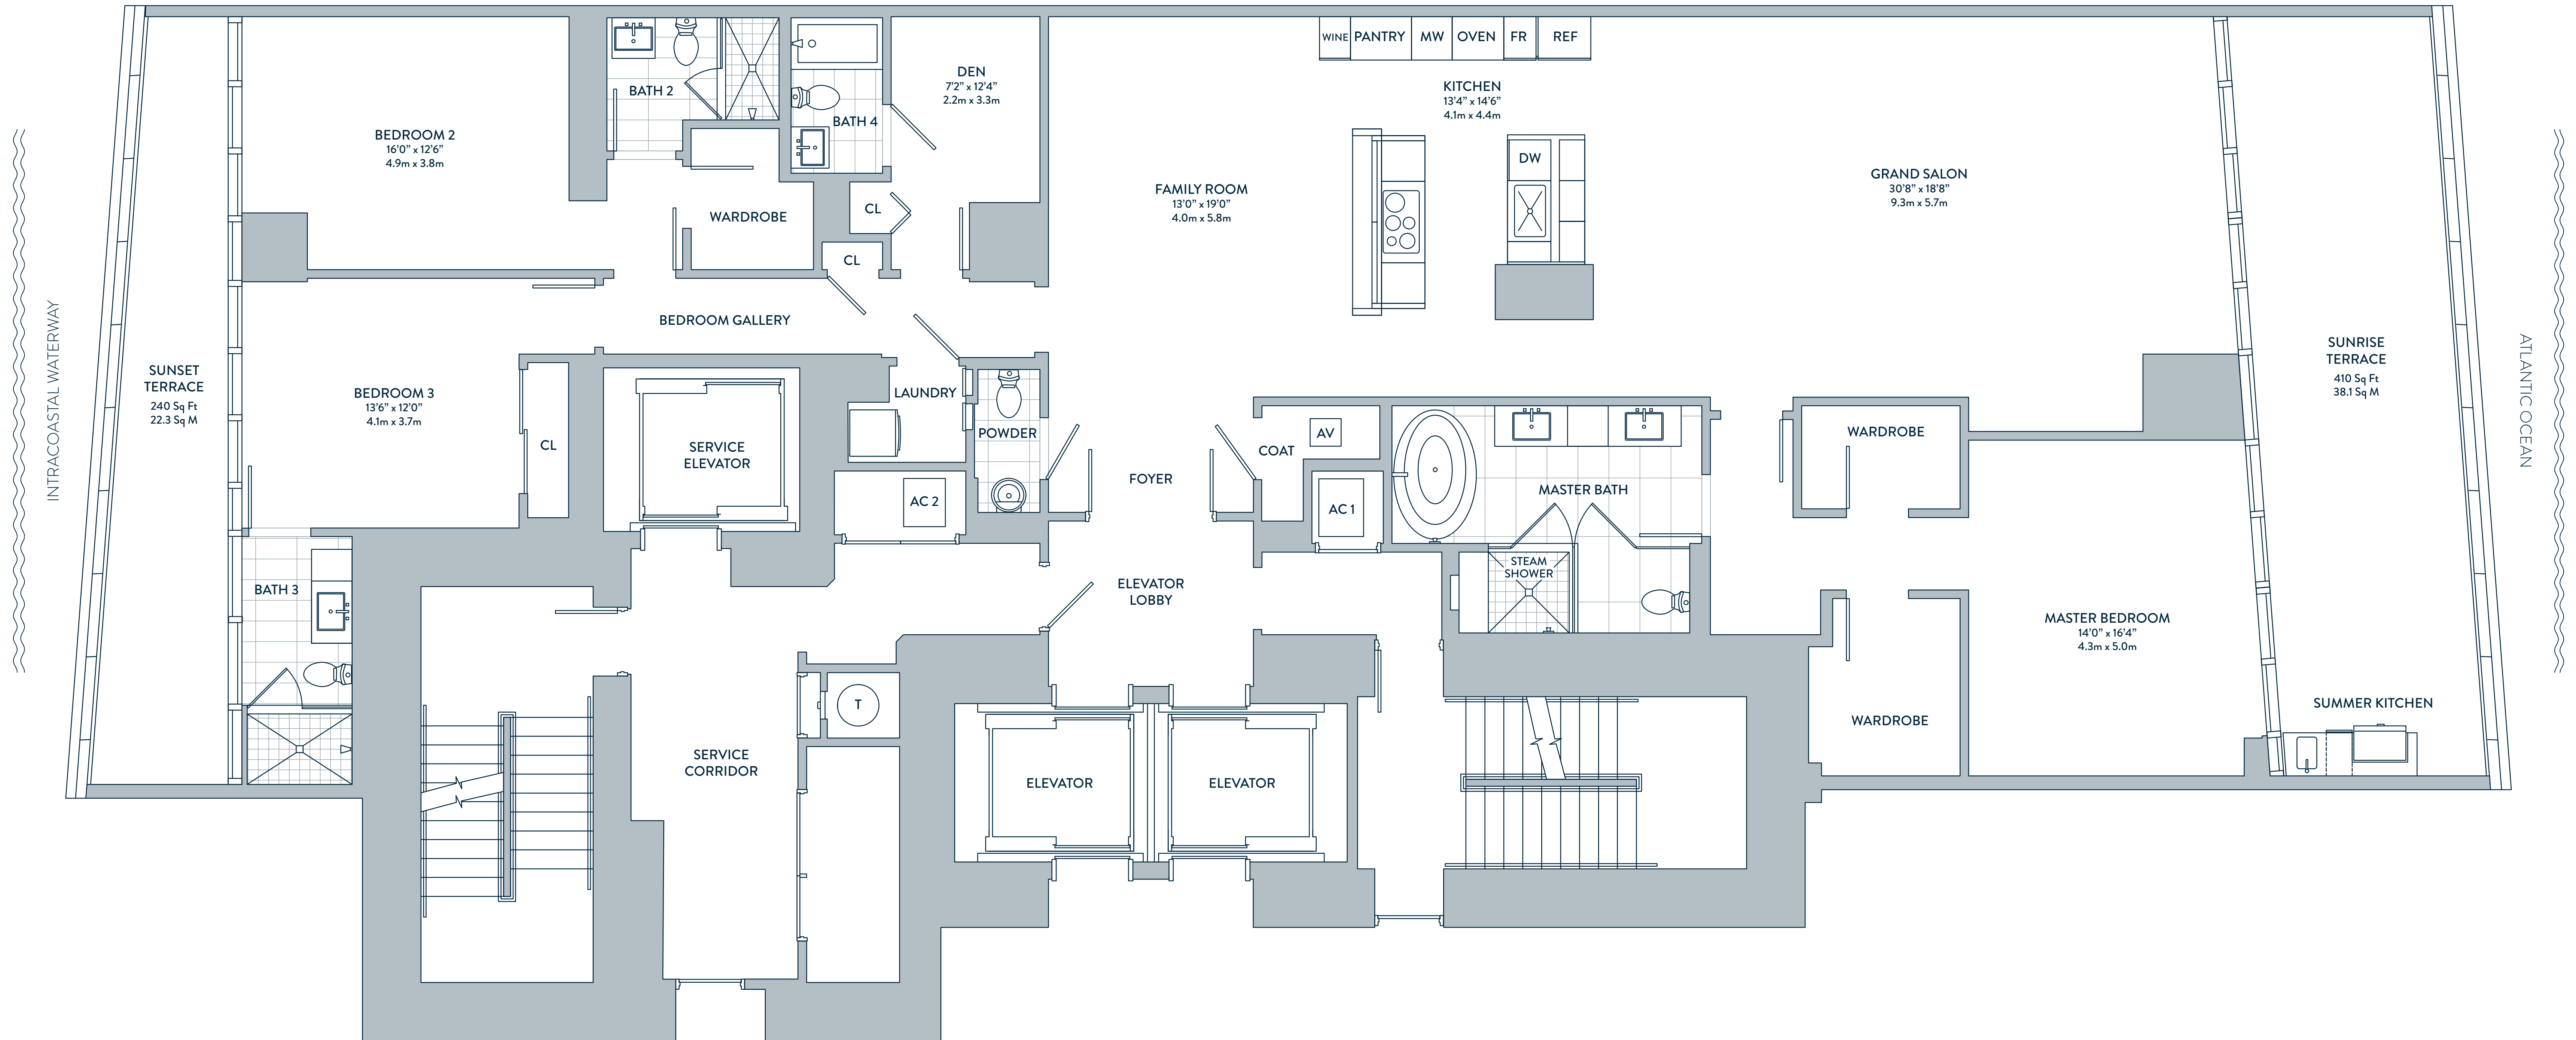 WINE
PANTRY
MW
OVEN
FR
REF
BATH 2
BATH 4
DEN
7'2" x 12'4"
2.2m x 3.3m
KITCHEN
13'4" x 14'6"
4.1m x 4.4m
BEDROOM 2
16'0" x 12'6"
4.9m x 3.8m
DW
WARDROBE
CL
CL
FAMILY ROOM
13'0" x 19'0"
4.0m x 5.8m
GRAND SALON
30'8" x 18'8"
9.3m x 5.7m
BEDROOM GALLERY
INTRACOASTAL WATERWAY
SUNSET
TERRACE
240 Sq Ft
22.3 Sq M
BEDROOM 3
13'6" x 12'0"
4.1m x 3.7m
CL
SERVICE
ELEVATOR
LAUNDRY
POWDER
AC 2
FOYER
COAT
AV
AC 1
MASTER BATH
WARDROBE
SUNRISE
TERRACE
410 Sq Ft
38.1 Sq M
ATLANTIC OCEAN
BATH 3
ELEVATOR
LOBBY
STEAM
SHOWER
MASTER BEDROOM
14'0" x 16'4"
4.3m x 5.0m
T
WARDROBE
SUMMER KITCHEN
SERVICE
CORRIDOR
ELEVATOR
ELEVATOR